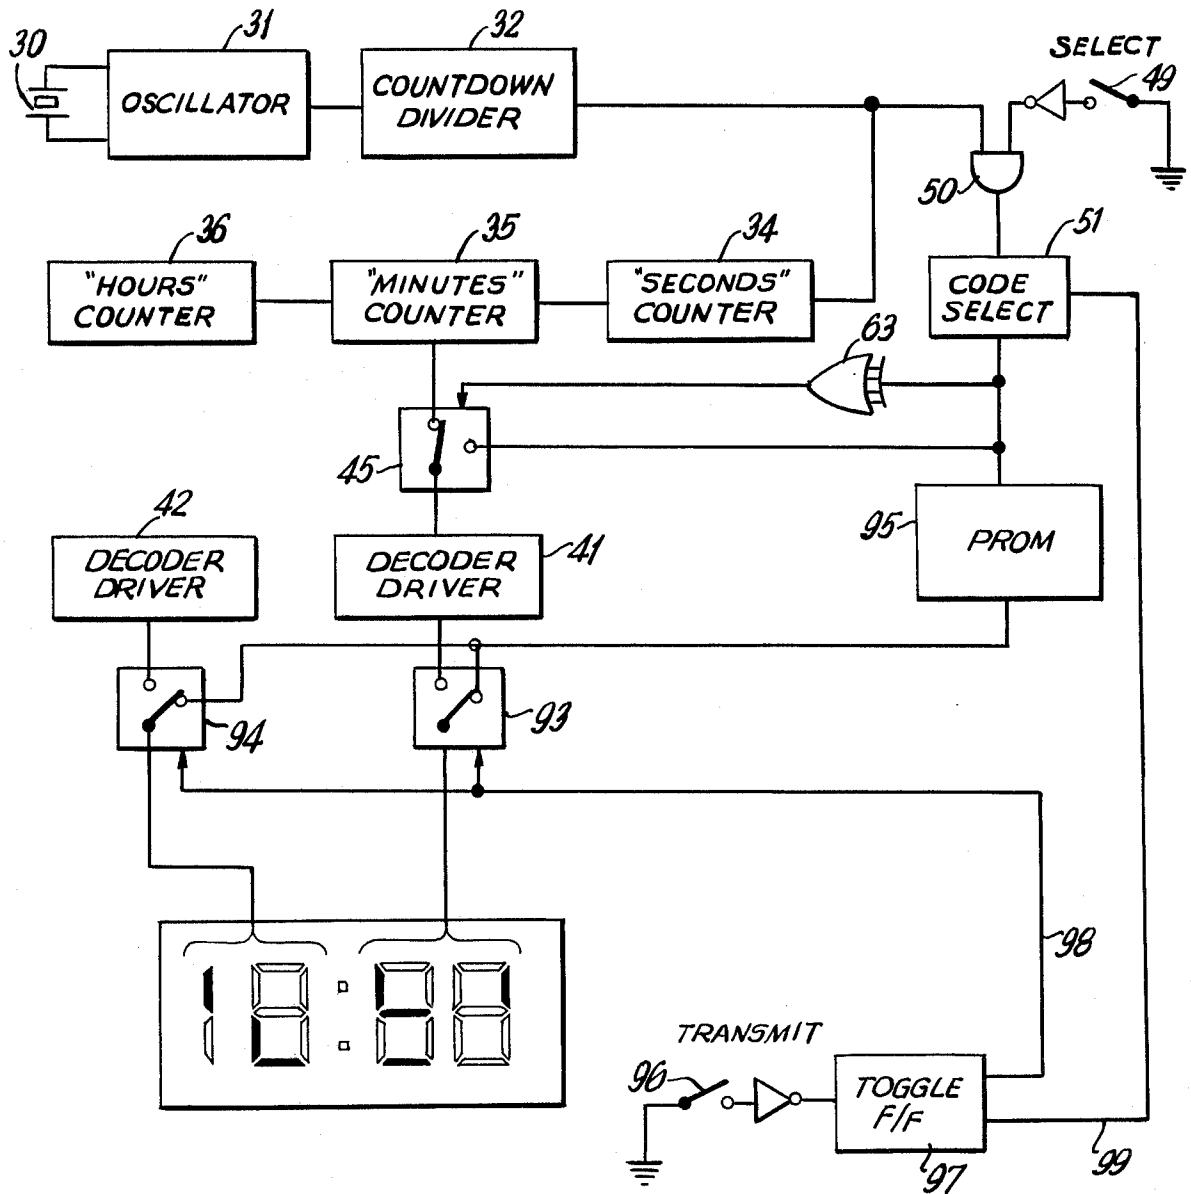 30
31
32
SELECT
49
OSCILLATOR
COUNTDOWN
DIVIDER
50
36
35
34
51
"HOURS"
COUNTER
"MINUTES"
COUNTER
"SECONDS"
COUNTER
CODE
SELECT
63
45
42
41
95
PROM
DECODER
DRIVER
DECODER
DRIVER
94
93
98
TRANSMIT
96
TOGGLE
F/F
97
99